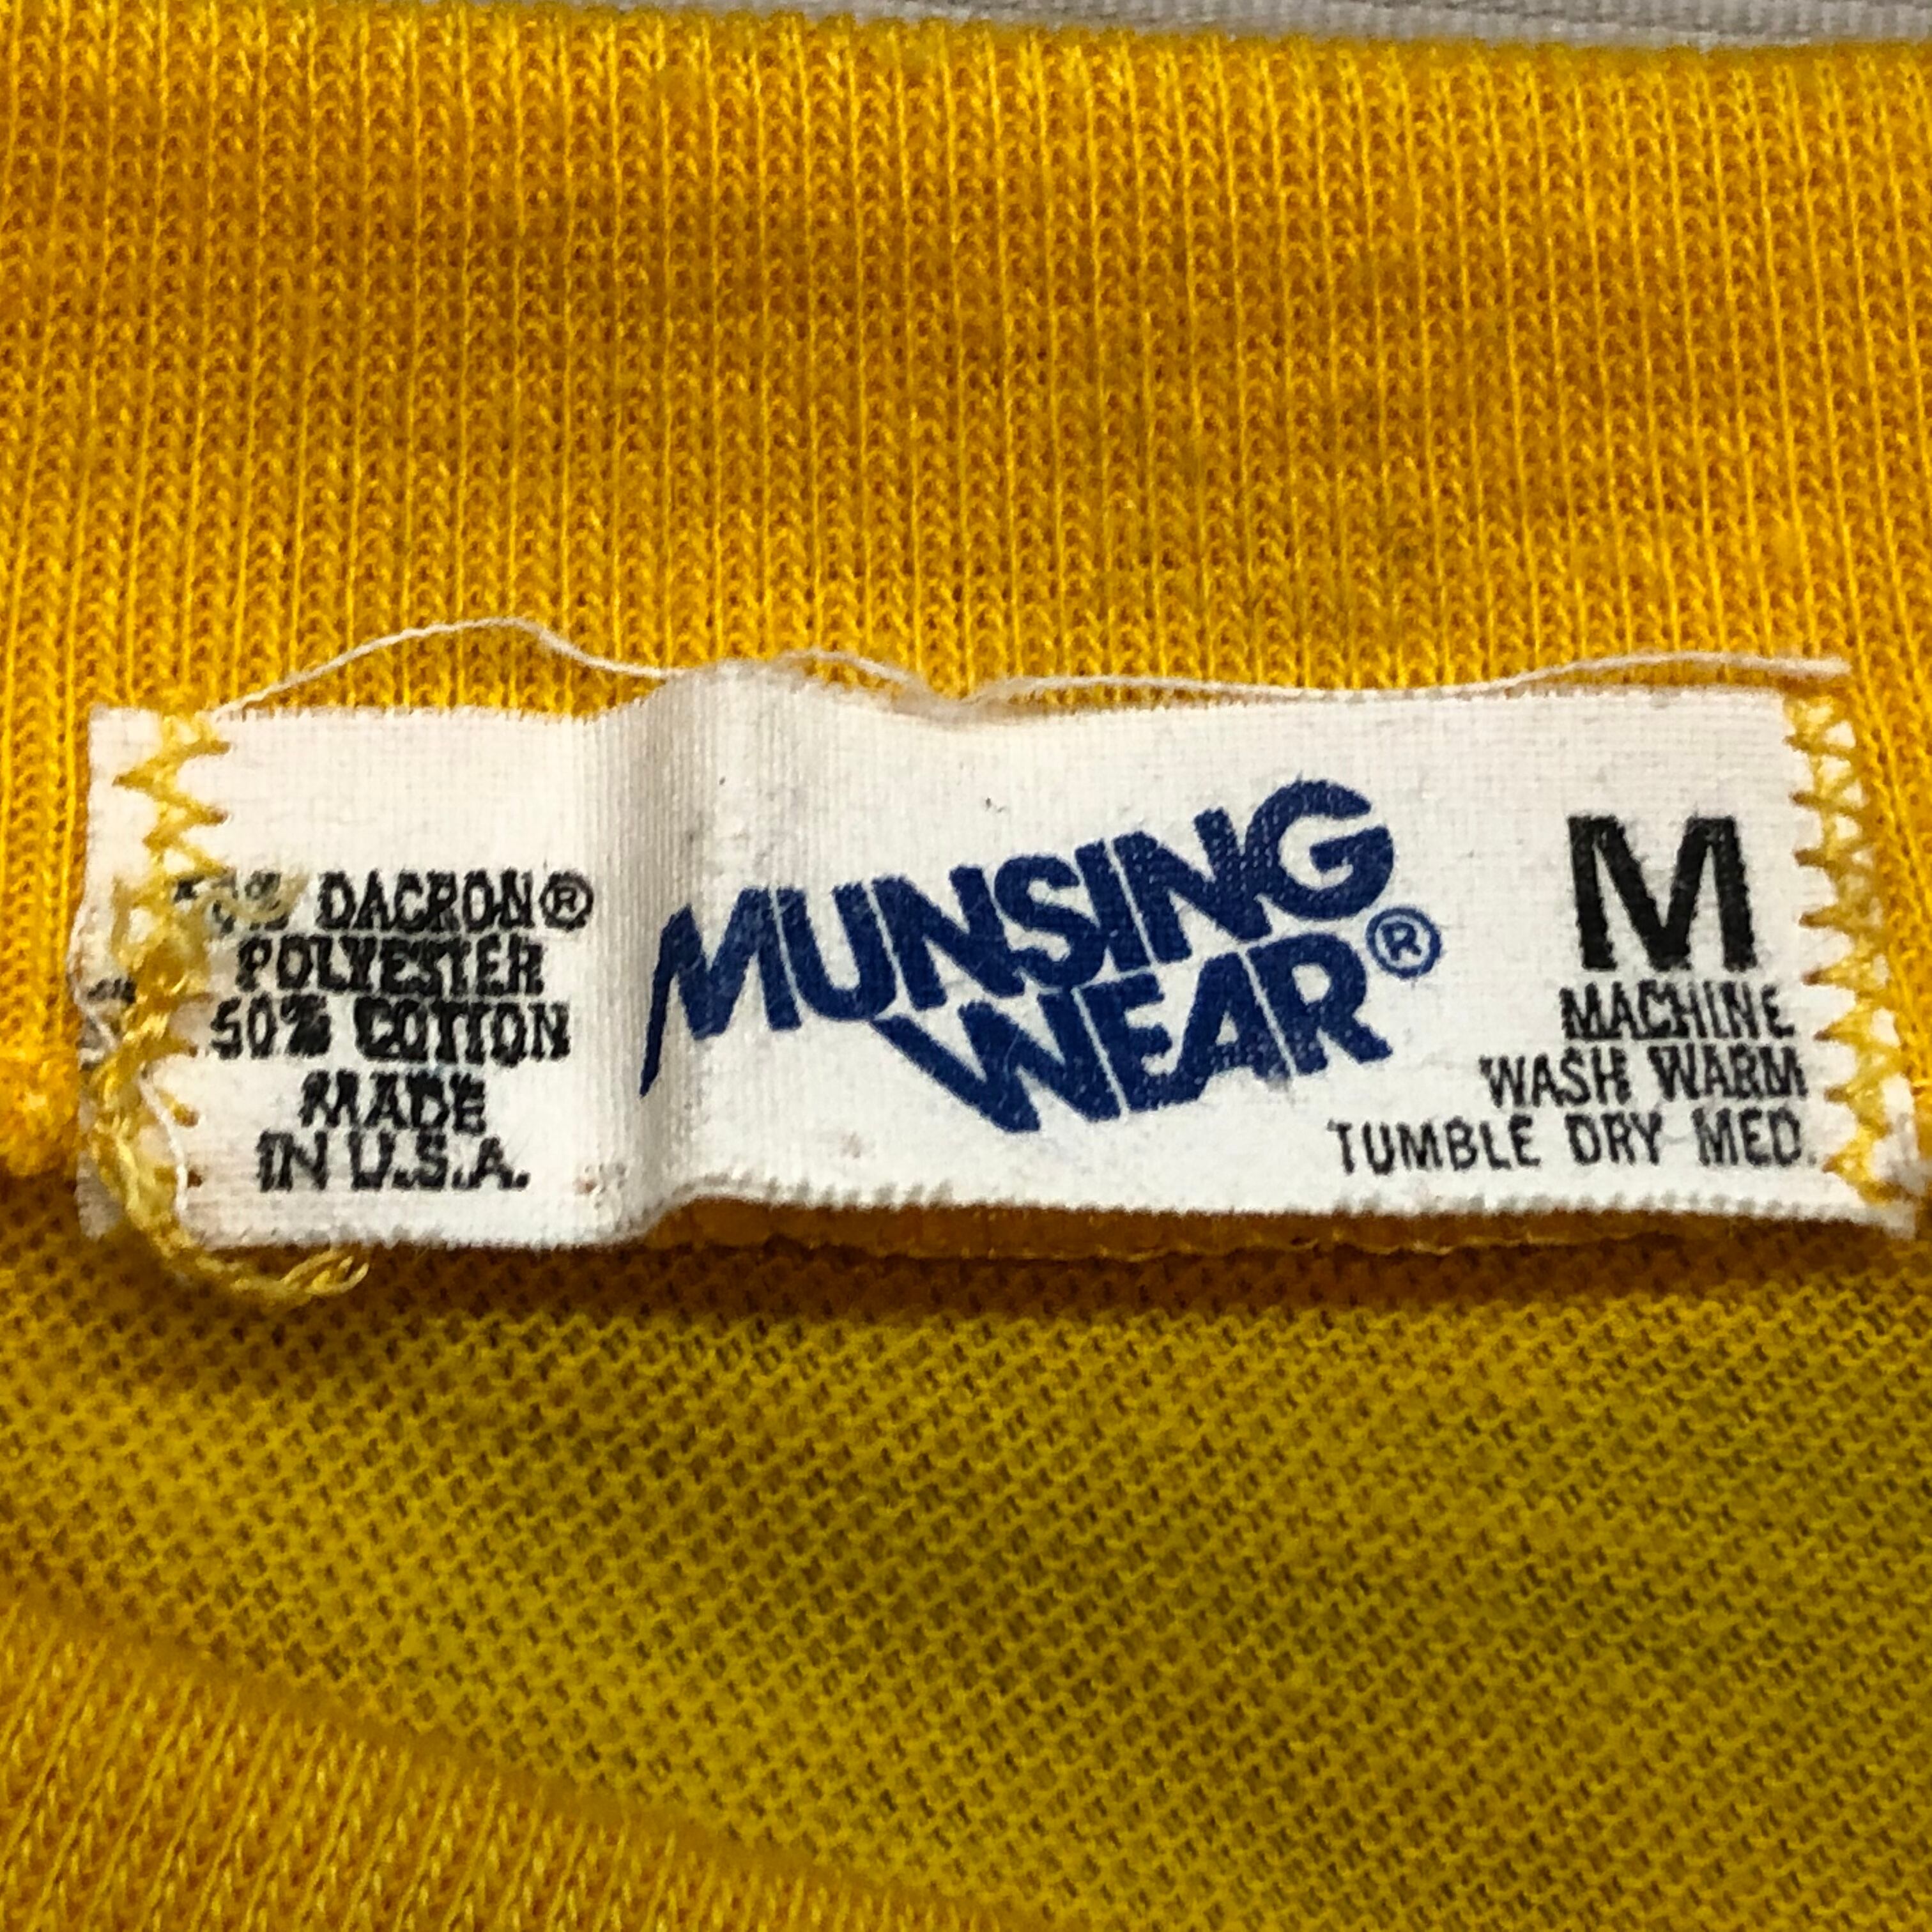 DACRON®
POLYESTER
50% COTTON
MADE
IN U.S.A.
MUNSING
WEAR®
M
MACHINE
WASH WARM
TUMBLE DRY MED.